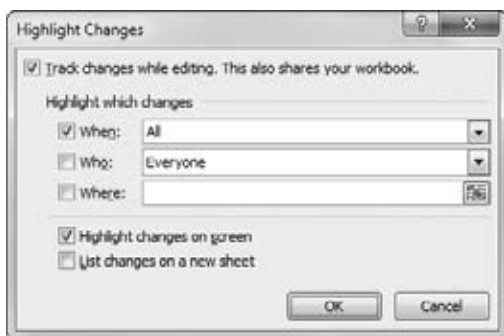 Highlight Changes
Track changes while editing. This also shares your workbook.
Highlight which changes
When: All
Who: Everyone
Where:
Highlight changes on screen
List changes on a new sheet
OK Cancel